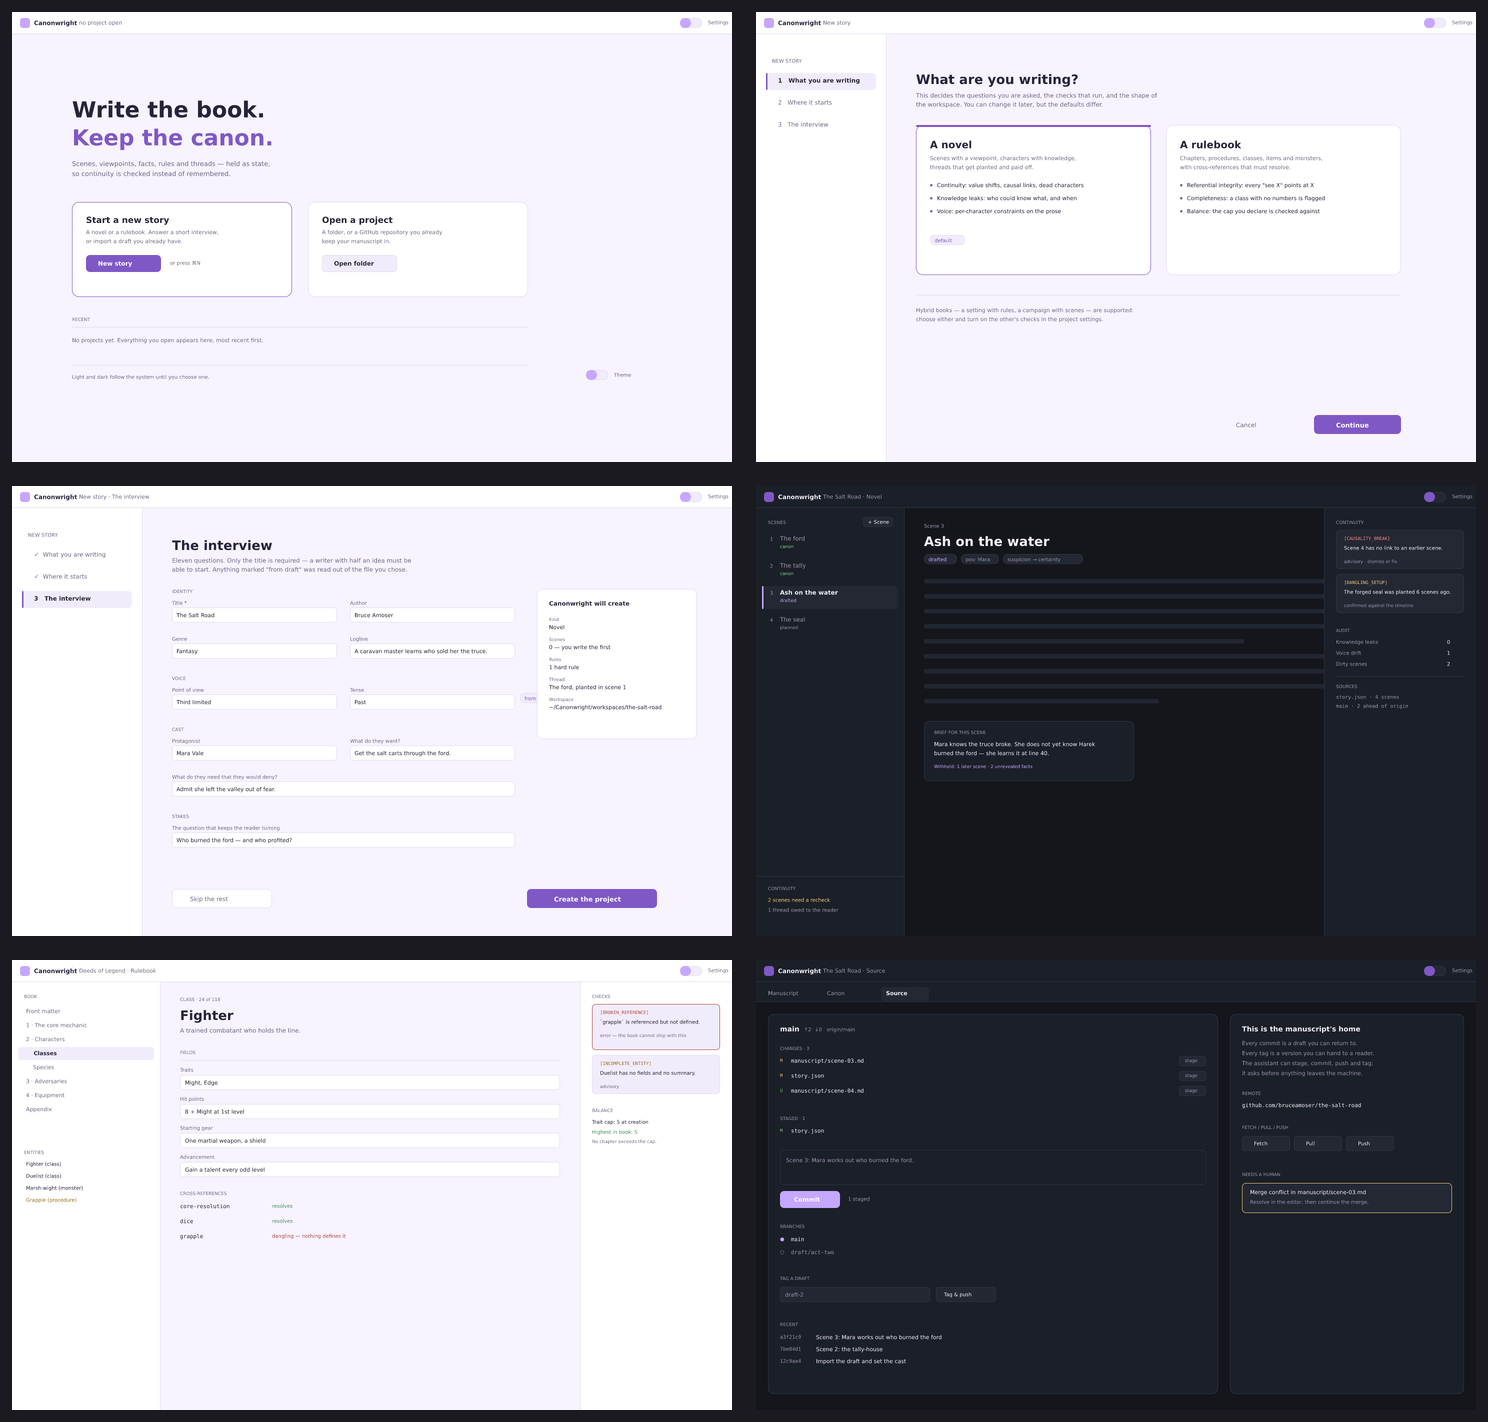 Canonwright no project open
Settings
Write the book.
Keep the canon.
Scenes, viewpoints, facts, rules and threads — held as state,
so continuity is checked instead of remembered.
Start a new story
A novel or a rulebook. Answer a short interview,
or import a draft you already have.
New story
or press ⌘N
Open a project
A folder, or a GitHub repository you already
keep your manuscript in.
Open folder
RECENT
No projects yet. Everything you open appears here, most recent first.
Light and dark follow the system until you choose one.
Theme
Canonwright New story
Settings
NEW STORY
1 What you are writing
2 Where it starts
3 The interview
What are you writing?
This decides the questions you are asked, the checks that run, and the shape of
the workspace. You can change it later, but the defaults differ.
A novel
Scenes with a viewpoint, characters with knowledge,
threads that get planted and paid off.
• Continuity: value shifts, causal links, dead characters
• Knowledge leaks: who could know what, and when
• Voice: per-character constraints on the prose
default
A rulebook
Chapters, procedures, classes, items and monsters,
with cross-references that must resolve.
• Referential integrity: every "see X" points at X
• Completeness: a class with no numbers is flagged
• Balance: the cap you declare is checked against
Hybrid books — a setting with rules, a campaign with scenes — are supported:
choose either and turn on the other's checks in the project settings.
Cancel
Continue
Canonwright New story · The interview
Settings
NEW STORY
✓ What you are writing
✓ Where it starts
3 The interview
The interview
Eleven questions. Only the title is required — a writer with half an idea must be
able to start. Anything marked "from draft" was read out of the file you chose.
IDENTITY
Title *
The Salt Road
Author
Bruce Amoser
Genre
Fantasy
Logline
A caravan master learns who sold her the truce.
VOICE
Point of view
Third limited
Tense
Past
from
CAST
Protagonist
Mara Vale
What do they want?
Get the salt carts through the ford.
What do they need that they would deny?
Admit she left the valley out of fear.
STAKES
The question that keeps the reader turning
Who burned the ford — and who profited?
Skip the rest
Create the project
Canonwright will create
Kind
Novel
Scenes
0 — you write the first
Rules
1 hard rule
Thread
The ford, planted in scene 1
Workspace
~/Canonwright/workspaces/the-salt-road
Canonwright The Salt Road · Novel
Settings
SCENES
+ Scene
1 The ford
canon
2 The tally
canon
3 Ash on the water
drafted
4 The seal
planned
CONTINUITY
2 scenes need a recheck
1 thread owed to the reader
Scene 3
Ash on the water
drafted
pov: Mara
suspicion → certainty
BRIEF FOR THIS SCENE
Mara knows the truce broke. She does not yet know Harek
burned the ford — she learns it at line 40.
Withheld: 1 later scene · 2 unrevealed facts
CONTINUITY
[CAUSALITY_BREAK]
Scene 4 has no link to an earlier scene.
advisory · dismiss or fix
[DANGLING_SETUP]
The forged seal was planted 6 scenes ago.
confirmed against the timeline
AUDIT
Knowledge leaks 0
Voice drift 1
Dirty scenes 2
SOURCES
story.json · 4 scenes
main · 2 ahead of origin
Canonwright Deeds of Legend · Rulebook
Settings
BOOK
Front matter
1 · The core mechanic
2 · Characters
Classes
Species
3 · Adversaries
4 · Equipment
Appendix
ENTITIES
Fighter (class)
Duelist (class)
Marsh-wight (monster)
Grapple (procedure)
CLASS · 24 of 118
Fighter
A trained combatant who holds the line.
FIELDS
Traits
Might, Edge
Hit points
8 + Might at 1st level
Starting gear
One martial weapon, a shield
Advancement
Gain a talent every odd level
CROSS-REFERENCES
core-resolution resolves
dice resolves
grapple dangling — nothing defines it
CHECKS
[BROKEN_REFERENCE]
`grapple` is referenced but not defined.
error — the book cannot ship with this
[INCOMPLETE_ENTITY]
Duelist has no fields and no summary.
advisory
BALANCE
Trait cap: 5 at creation
Highest in book: 5
No chapter exceeds the cap.
Canonwright The Salt Road · Source
Settings
Manuscript
Canon
Source
main ↑2 ↓0 origin/main
CHANGES · 3
M manuscript/scene-03.md stage
M story.json stage
U manuscript/scene-04.md stage
STAGED · 1
M story.json
Scene 3: Mara works out who burned the ford.
Commit
1 staged
BRANCHES
● main
○ draft/act-two
TAG A DRAFT
draft-2
Tag & push
RECENT
a3f21c9 Scene 3: Mara works out who burned the ford
7be04d1 Scene 2: the tally-house
12c9ae4 Import the draft and set the cast
This is the manuscript's home
Every commit is a draft you can return to.
Every tag is a version you can hand to a reader.
The assistant can stage, commit, push and tag;
it asks before anything leaves the machine.
REMOTE
github.com/bruceamoser/the-salt-road
FETCH / PULL / PUSH
Fetch
Pull
Push
NEEDS A HUMAN
Merge conflict in manuscript/scene-03.md
Resolve in the editor, then continue the merge.